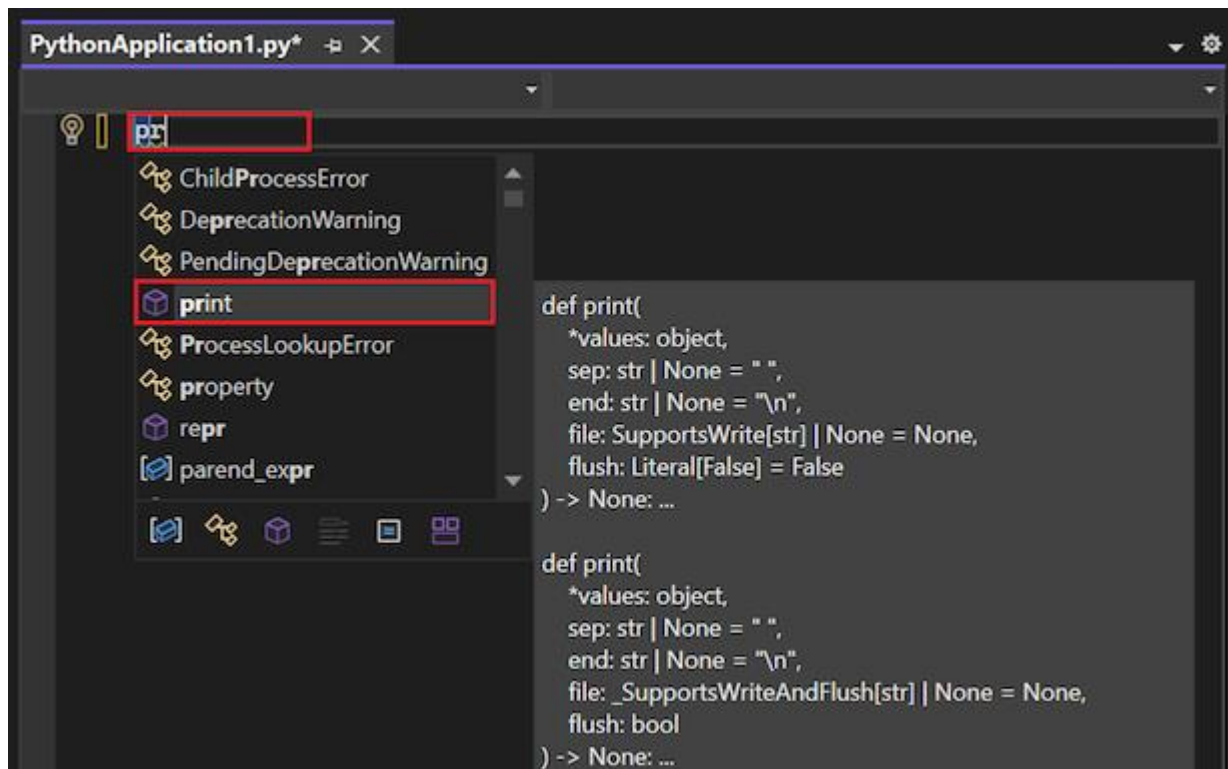 PythonApplication1.py*
pr
ChildProcessError
DeprecationWarning
PendingDeprecationWarning
print
ProcessLookupError
property
repr
parend_expr
def print(
*values: object,
sep: str | None = " ",
end: str | None = "\n",
file: SupportsWrite[str] | None = None,
flush: Literal[False] = False
) -> None: ...
def print(
*values: object,
sep: str | None = " ",
end: str | None = "\n",
file: _SupportsWriteAndFlush[str] | None = None,
flush: bool
) -> None: ...